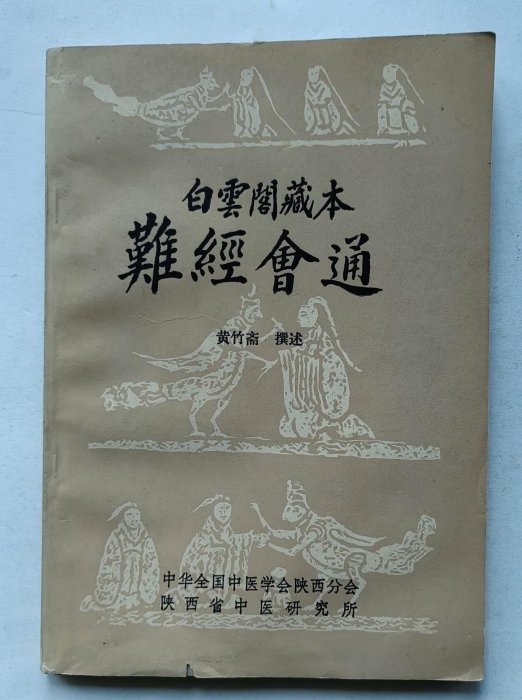 白雲閣藏本
難經會通
黄竹斋 撰述
中华全国中医学会陕西分会
陕西省中医研究所